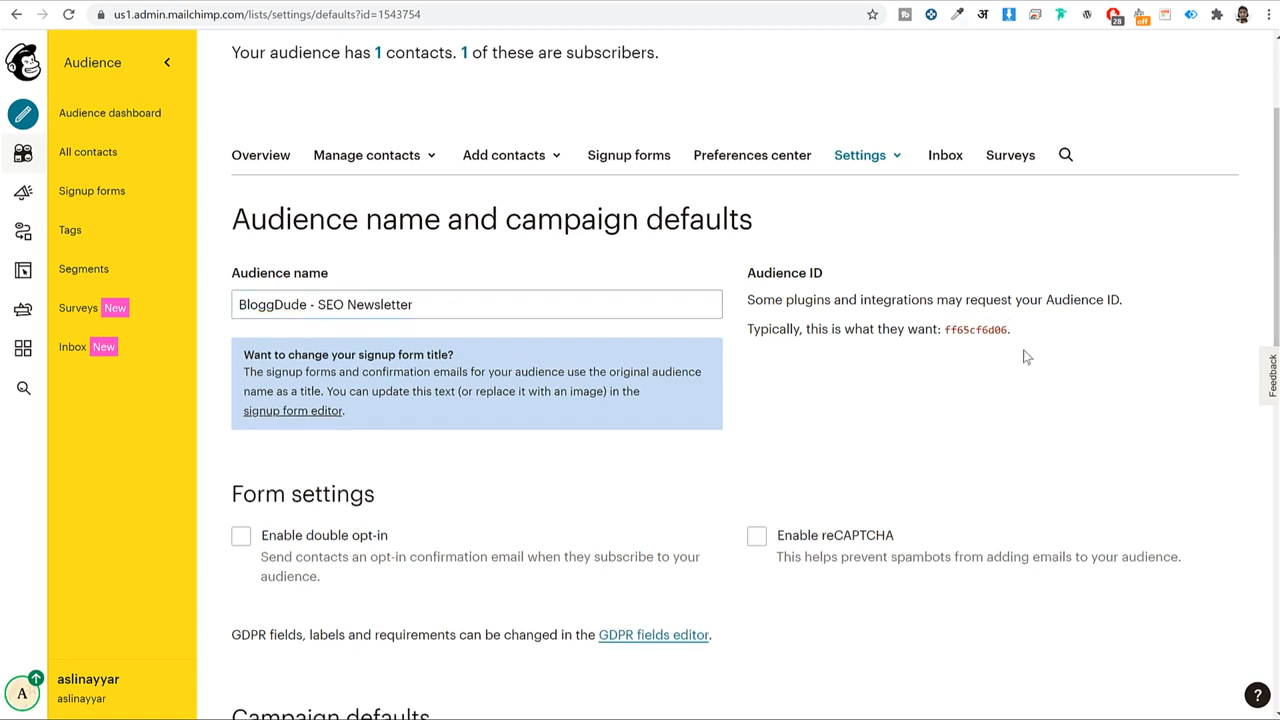 us1.admin.mailchimp.com/lists/settings/defaults?id=1543754
28
off
Audience
Audience dashboard
All contacts
Signup forms
Tags
Segments
Surveys New
Inbox New
aslinayyar
aslinayyar
A
Your audience has 1 contacts. 1 of these are subscribers.
Overview Manage contacts Add contacts Signup forms Preferences center Settings Inbox Surveys
Audience name and campaign defaults
Audience name
BloggDude - SEO Newsletter
Want to change your signup form title?
The signup forms and confirmation emails for your audience use the original audience
name as a title. You can update this text (or replace it with an image) in the
signup form editor.
Audience ID
Some plugins and integrations may request your Audience ID.
Typically, this is what they want: ff65cf6d06.
Form settings
Enable double opt-in
Send contacts an opt-in confirmation email when they subscribe to your
audience.
Enable reCAPTCHA
This helps prevent spambots from adding emails to your audience.
GDPR fields, labels and requirements can be changed in the GDPR fields editor.
Campaign defaults
Feedback
?